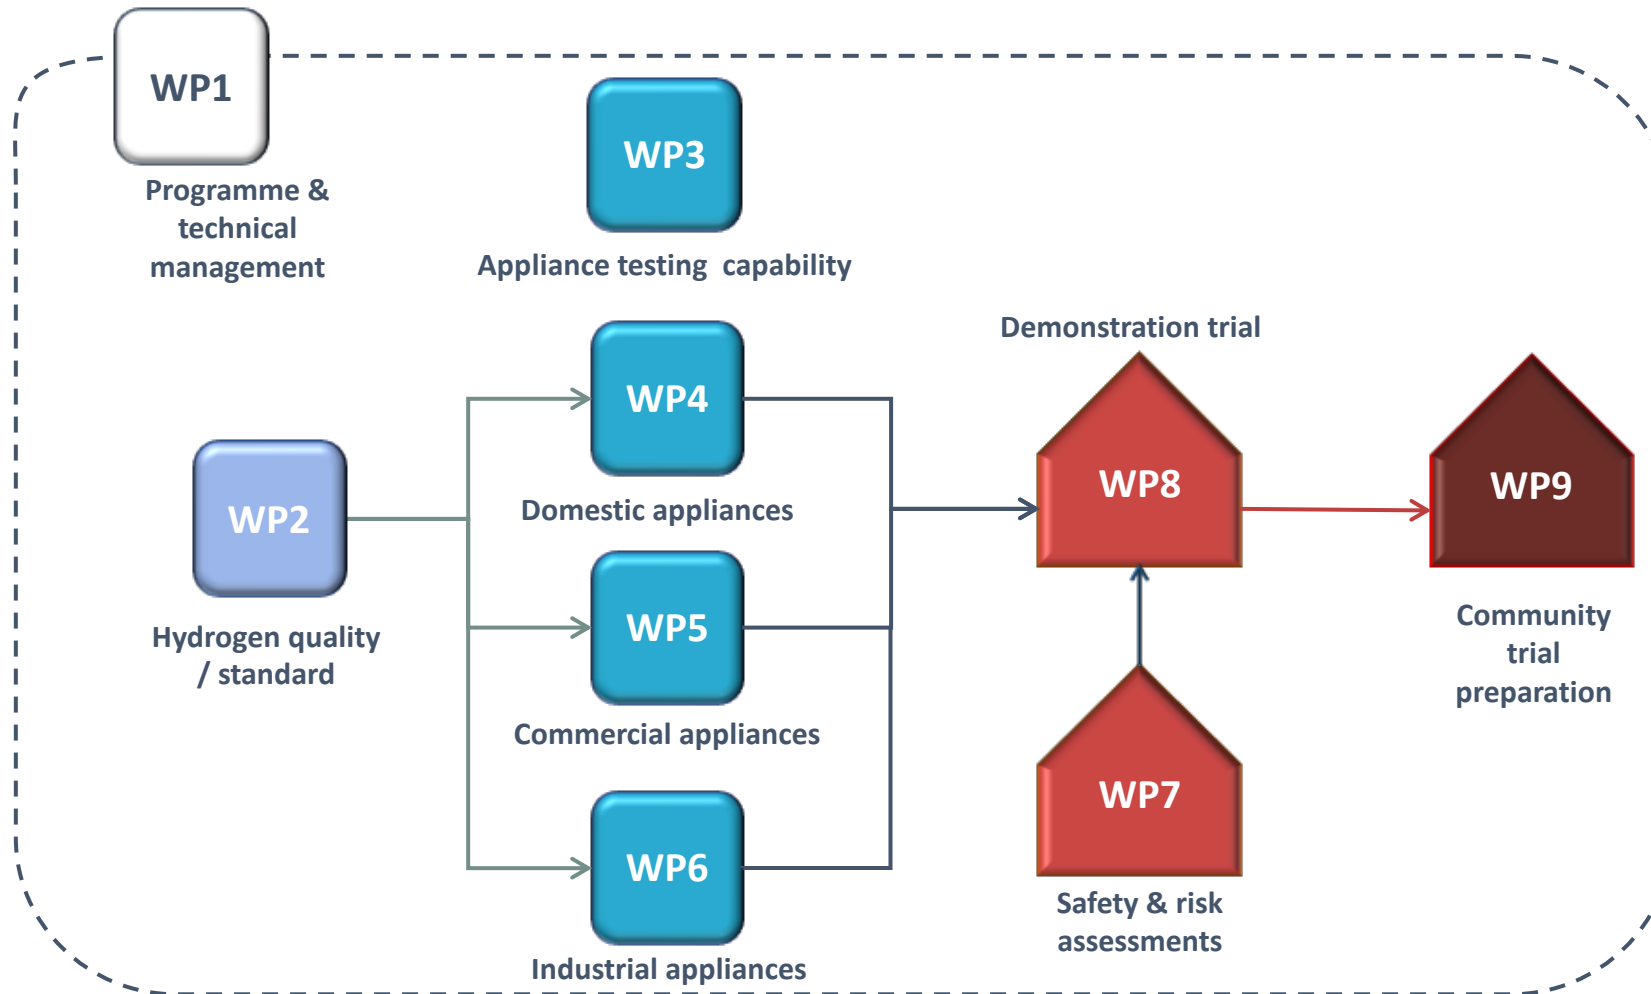 WP1
Programme &
technical
management
WP3
Appliance testing capability
WP2
Hydrogen quality
/ standard
WP4
Domestic appliances
WP5
Commercial appliances
WP6
Industrial appliances
Demonstration trial
WP8
WP7
Safety & risk
assessments
WP9
Community
trial
preparation